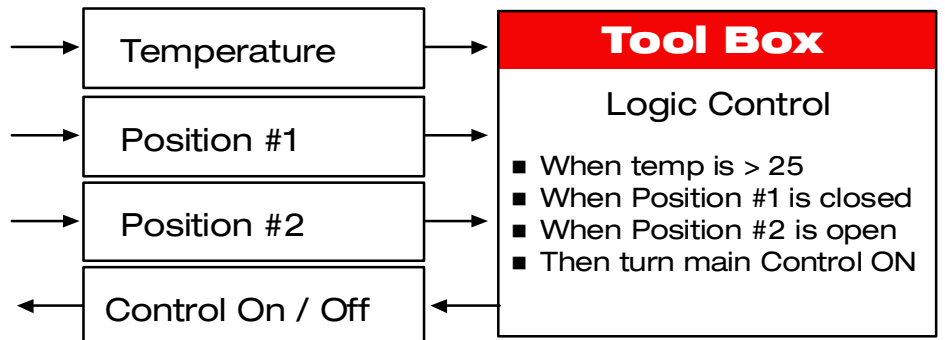 Temperature
Position #1
Position #2
Control On / Off
Tool Box
Logic Control
■ When temp is > 25
■ When Position #1 is closed
■ When Position #2 is open
■ Then turn main Control ON